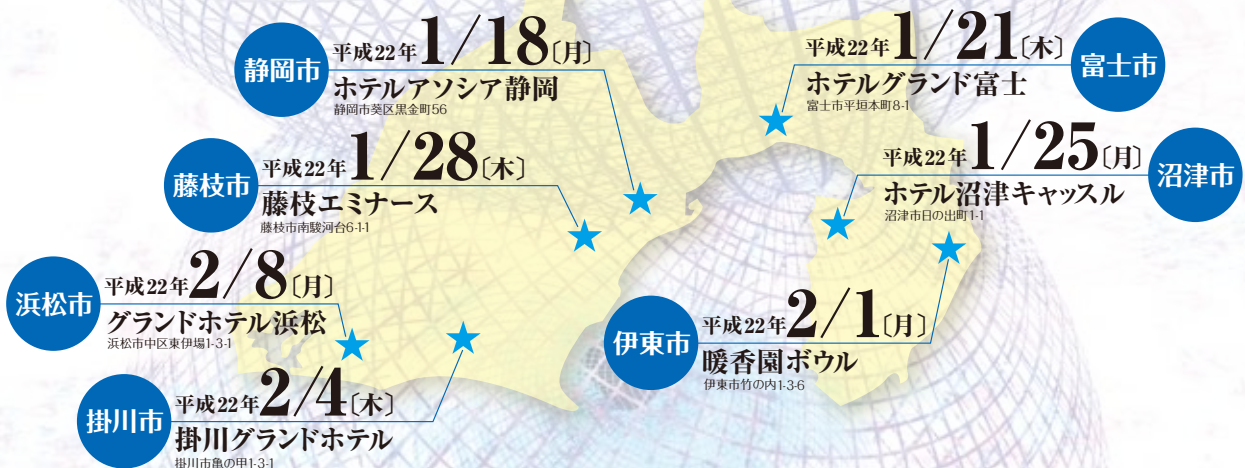 静岡市
平成22年1/18〔月〕
ホテルアソシア静岡
静岡市葵区黒金町56
平成22年1/21〔木〕
富士市
ホテルグランド富士
富士市平垣本町8-1
藤枝市
平成22年1/28〔木〕
藤枝エミナース
藤枝市南駿河台6-1-1
平成22年1/25〔月〕
沼津市
ホテル沼津キャッスル
沼津市日の出町1-1
浜松市
平成22年2/8〔月〕
グランドホテル浜松
浜松市中区東伊場1-3-1
伊東市
平成22年2/1〔月〕
暖香園ボウル
伊東市竹の内1-3-6
掛川市
平成22年2/4〔木〕
掛川グランドホテル
掛川市亀の甲1-3-1